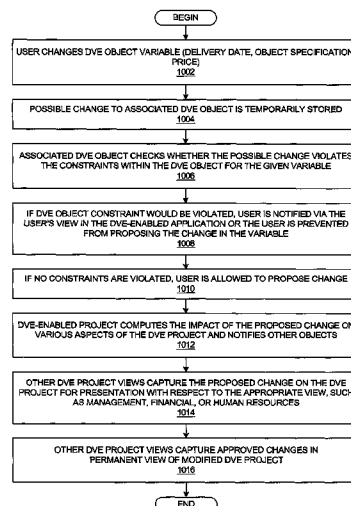 BEGIN
USER CHANGES DVE OBJECT VARIABLE (DELIVERY DATE, OBJECT SPECIFICATION
PRICE)
1002
POSSIBLE CHANGE TO ASSOCIATED DVE OBJECT IS TEMPORARILY STORED
1004
ASSOCIATED DVE OBJECT CHECKS WHETHER THE POSSIBLE CHANGE VIOLATES
THE CONSTRAINTS WITHIN THE DVE OBJECT FOR THE GIVEN VARIABLE
1006
IF DVE OBJECT CONSTRAINT WOULD BE VIOLATED, USER IS NOTIFIED VIA THE
USER'S VIEW IN THE DVE-ENABLED APPLICATION OR THE USER IS PREVENTED
FROM PROPOSING THE CHANGE IN THE VARIABLE
1008
IF NO CONSTRAINTS ARE VIOLATED, USER IS ALLOWED TO PROPOSE CHANGE
1010
DVE-ENABLED PROJECT COMPUTES THE IMPACT OF THE PROPOSED CHANGE ON
VARIOUS ASPECTS OF THE DVE PROJECT AND NOTIFIES OTHER OBJECTS
1012
OTHER DVE PROJECT VIEWS CAPTURE THE PROPOSED CHANGE ON THE DVE
PROJECT FOR PRESENTATION WITH RESPECT TO THE APPROPRIATE VIEW, SUCH
AS MANAGEMENT, FINANCIAL, OR HUMAN RESOURCES
1014
OTHER DVE PROJECT VIEWS CAPTURE APPROVED CHANGES IN
PERMANENT VIEW OF MODIFIED DVE PROJECT
1016
END